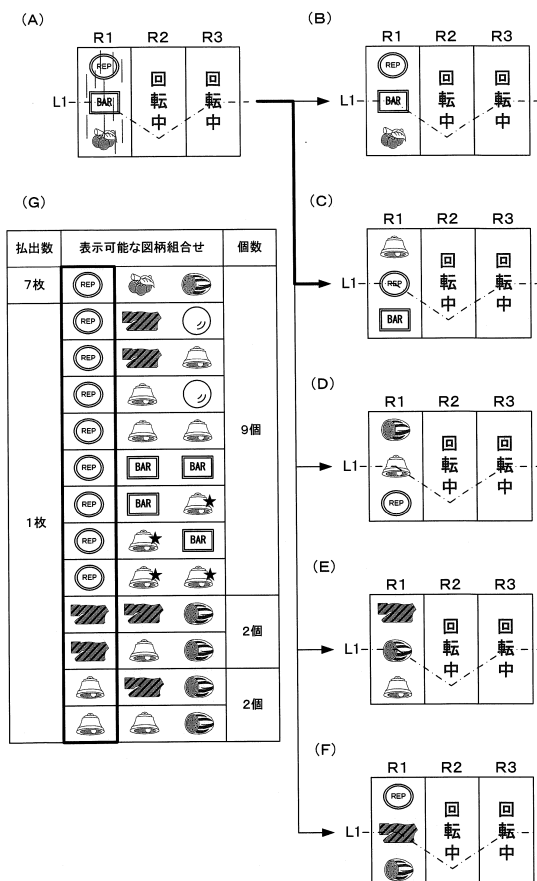 (A)
R1 R2 R3
REP
BAR
L1
回転中
回転中
(B)
R1 R2 R3
REP
BAR
L1
回転中
回転中
(C)
R1 R2 R3
REP
BAR
L1
回転中
回転中
(D)
R1 R2 R3
L1
REP
回転中
回転中
(E)
R1 R2 R3
L1
回転中
回転中
(F)
R1 R2 R3
REP
L1
回転中
回転中
(G)
払出数 表示可能な図柄組合せ 個数
7枚 REP
REP
REP
REP
REP 9個
REP BAR BAR
REP BAR
1枚 REP BAR
REP
2個
2個